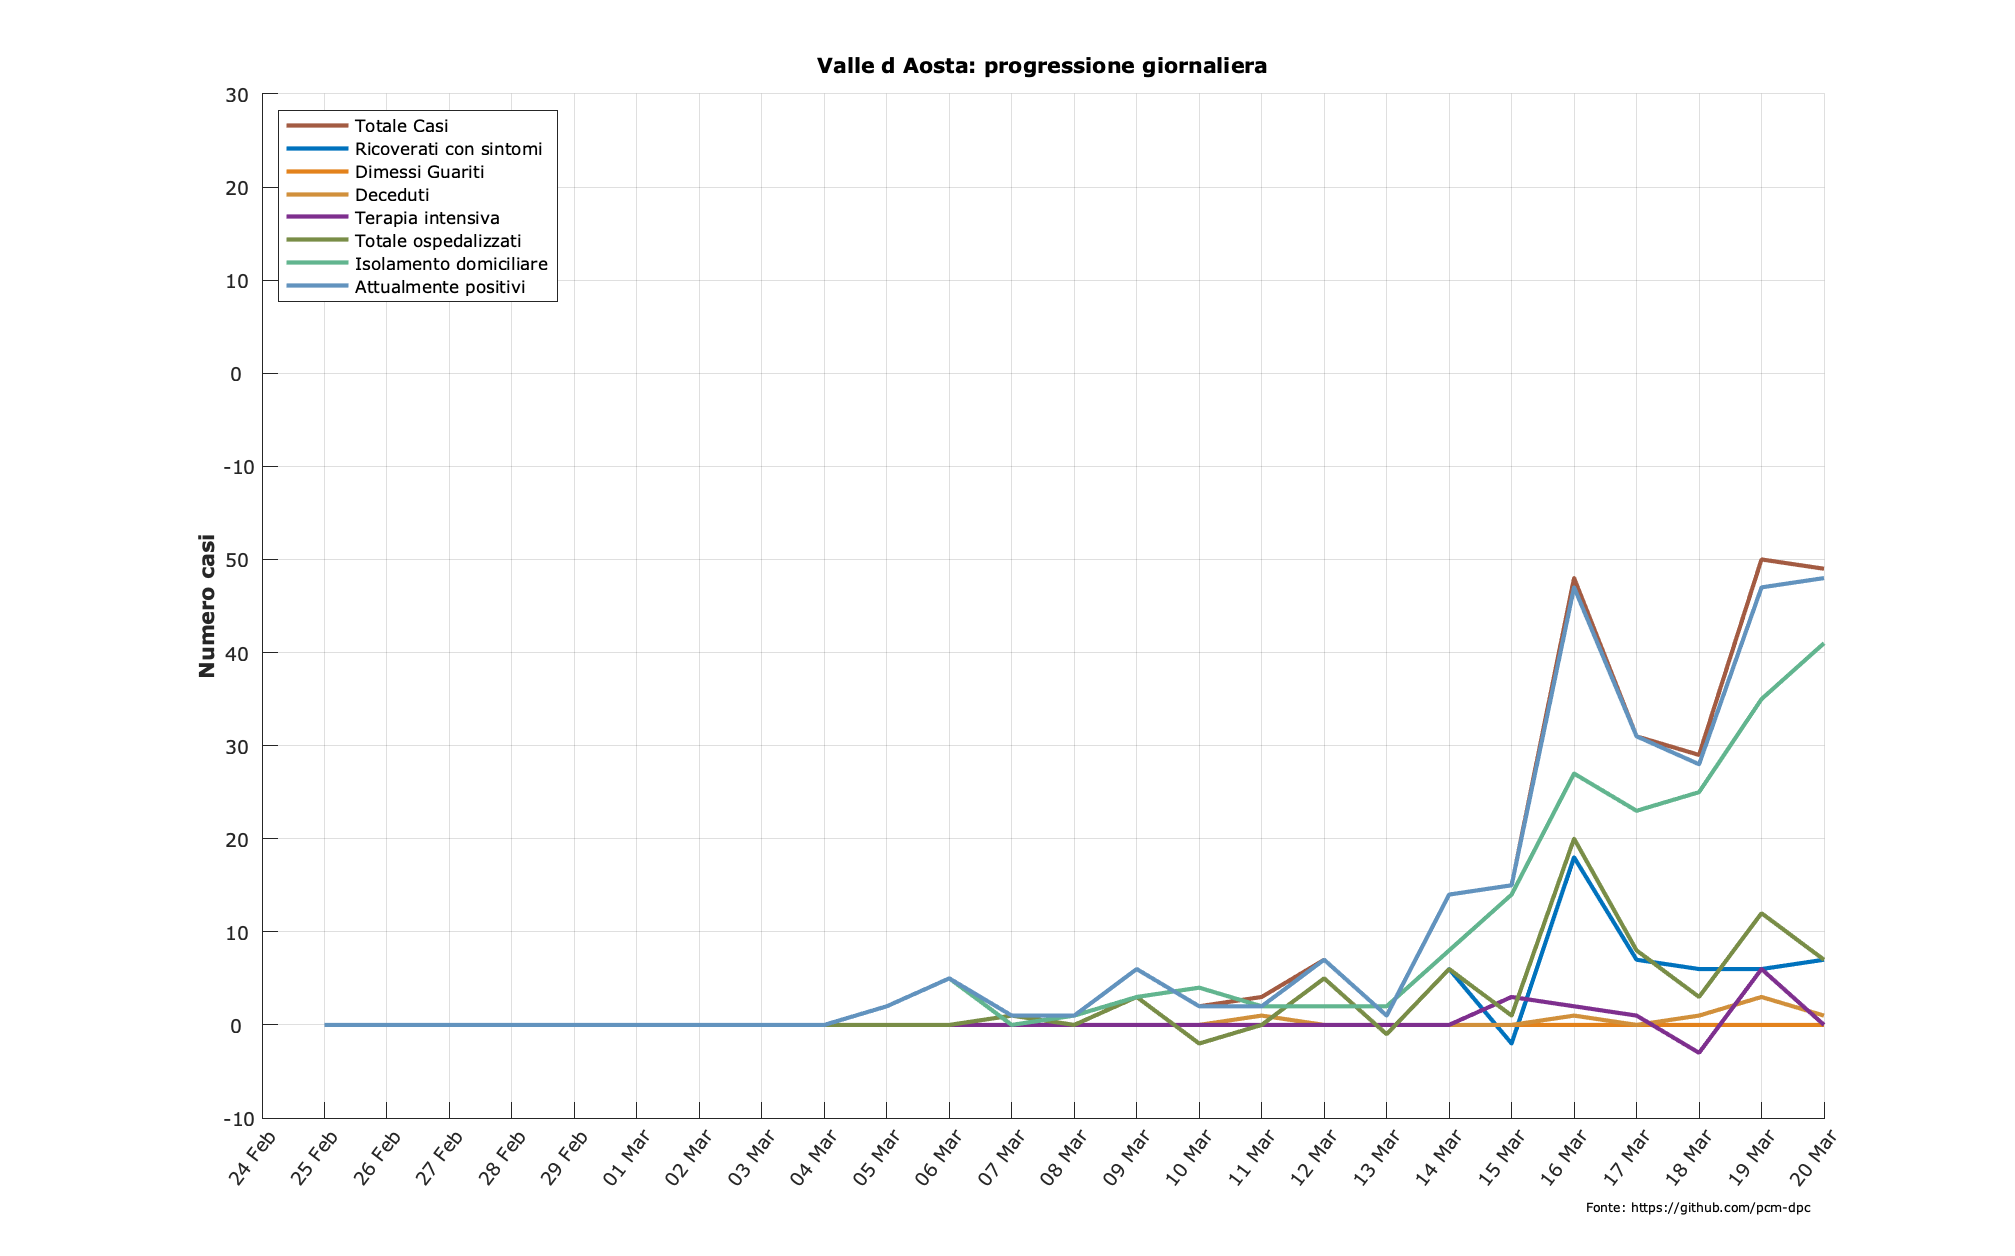 Valle d Aosta: progressione giornaliera
30
20
10
0
-10
50
40
30
20
10
0
-10
Numero casi
Totale Casi
Ricoverati con sintomi
Dimessi Guariti
Deceduti
Terapia intensiva
Totale ospedalizzati
Isolamento domiciliare
Attualmente positivi
24 Feb
25 Feb
26 Feb
27 Feb
28 Feb
29 Feb
01 Mar
02 Mar
03 Mar
04 Mar
05 Mar
06 Mar
07 Mar
08 Mar
09 Mar
10 Mar
11 Mar
12 Mar
13 Mar
14 Mar
15 Mar
16 Mar
17 Mar
18 Mar
19 Mar
20 Mar
Fonte: https://github.com/pcm-dpc